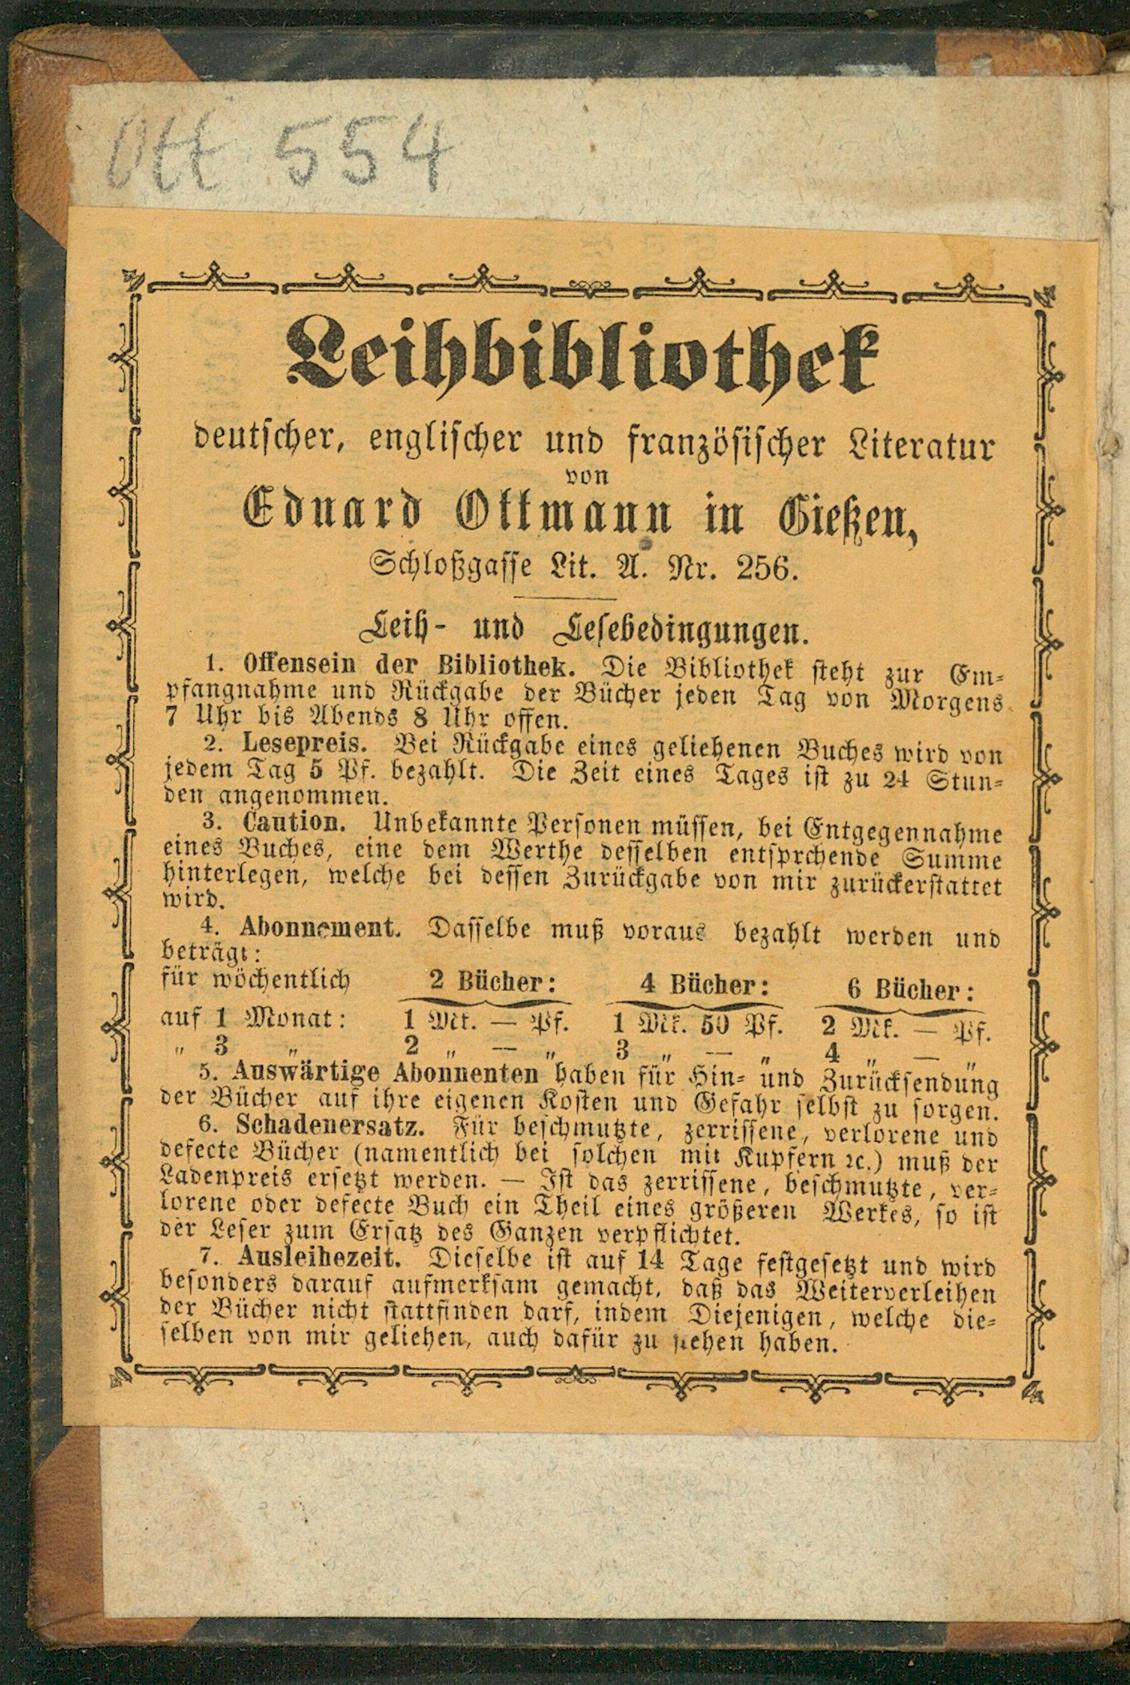 Ott 554
Leihbibliothek
deutscher, englischer und französischer Literatur
von
Eduard Ottmann in Gießen,
Schloßgasse Lit. A. Nr. 256.
Leih- und Lesebedingungen.
1. Offensein der Bibliothek. Die Bibliothek steht zur Em-
pfangnahme und Rückgabe der Bücher jeden Tag von Morgens
7 Uhr bis Abends 8 Uhr offen.
2. Lesepreis. Bei Rückgabe eines geliehenen Buches wird von
jedem Tag 5 Pf. bezahlt. Die Zeit eines Tages ist zu 24 Stun-
den angenommen.
3. Caution. Unbekannte Personen müssen, bei Entgegennahme
eines Buches, eine dem Werthe desselben entsprchende Summe
hinterlegen, welche bei dessen Zurückgabe von mir zurückerstattet
wird.
4. Abonnement. Dasselbe muß voraus bezahlt werden und
beträgt:
für wöchentlich 2 Bücher: 4 Bücher: 6 Bücher:
auf 1 Monat: 1 Mk. — Pf. 1 Mk. 50 Pf. 2 Mk. — Pf.
„ 3 „ 2 „ — „ 3 „ — „ 4 „ — „
5. Auswärtige Abonnenten haben für Hin- und Zurücksendung
der Bücher auf ihre eigenen Kosten und Gefahr selbst zu sorgen.
6. Schadenersatz. Für beschmutzte, zerrissene, verlorene und
defecte Bücher (namentlich bei solchen mit Kupfern ꝛc.) muß der
Ladenpreis ersetzt werden. — Ist das zerrissene, beschmutzte, ver-
lorene oder defecte Buch ein Theil eines größeren Werkes, so ist
der Leser zum Ersatz des Ganzen verpflichtet.
7. Ausleihezeit. Dieselbe ist auf 14 Tage festgesetzt und wird
besonders darauf aufmerksam gemacht, daß das Weiterverleihen
der Bücher nicht stattfinden darf, indem Diejenigen, welche die-
selben von mir geliehen, auch dafür zu stehen haben.